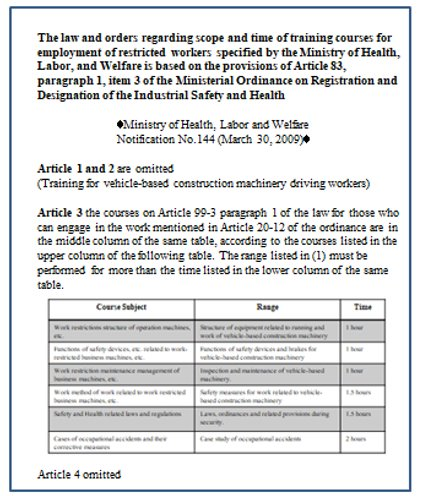 The law and orders regarding scope and time of training courses for
employment of restricted workers specified by the Ministry of Health,
Labor, and Welfare is based on the provisions of Article 83,
paragraph 1, item 3 of the Ministerial Ordinance on Registration and
Designation of the Industrial Safety and Health
♦Ministry of Health, Labor and Welfare
Notification No.144 (March 30, 2009)♦
Article 1 and 2 are omitted
(Training for vehicle-based construction machinery driving workers)
Article 3 the courses on Article 99-3 paragraph 1 of the law for those who
can engage in the work mentioned in Article 20-12 of the ordinance are in
the middle column of the same table, according to the courses listed in the
upper column of the following table. The range listed in (1) must be
performed for more than the time listed in the lower column of the same
table.
Course Subject Range Time
Work restrictions structure of operation machines, Structure of equipment related to running and 1 hour
etc. work of vehicle-based construction machinery
Functions of safety devices, etc. related to work- Functions of safety devices and brakes for 1 hour
restricted business machines, etc. vehicle-based construction machinery
Work restriction maintenance management of Inspection and maintenance of vehicle-based 1 hour
business machines, etc. machinery.
Work method of work related to work restricted Safety measures for work related to vehicle- 1.5 hours
business machines, etc. based construction machinery
Safety and Health related laws and regulations Laws, ordinances and related provisions during 1.5 hours
security.
Cases of occupational accidents and their Case study of occupational accidents 2 hours
corrective measures
Article 4 omitted